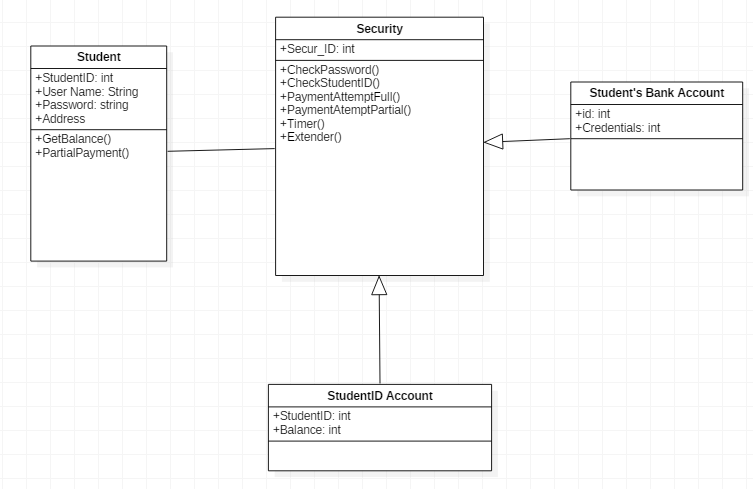 Student
+StudentID: int
+User Name: String
+Password: string
+Address
+GetBalance()
+PartialPayment()
Security
+Secur_ID: int
+CheckPassword()
+CheckStudentID()
+PaymentAttemptFull()
+PaymentAtemptPartial()
+Timer()
+Extender()
Student's Bank Account
+id: int
+Credentials: int
StudentID Account
+StudentID: int
+Balance: int